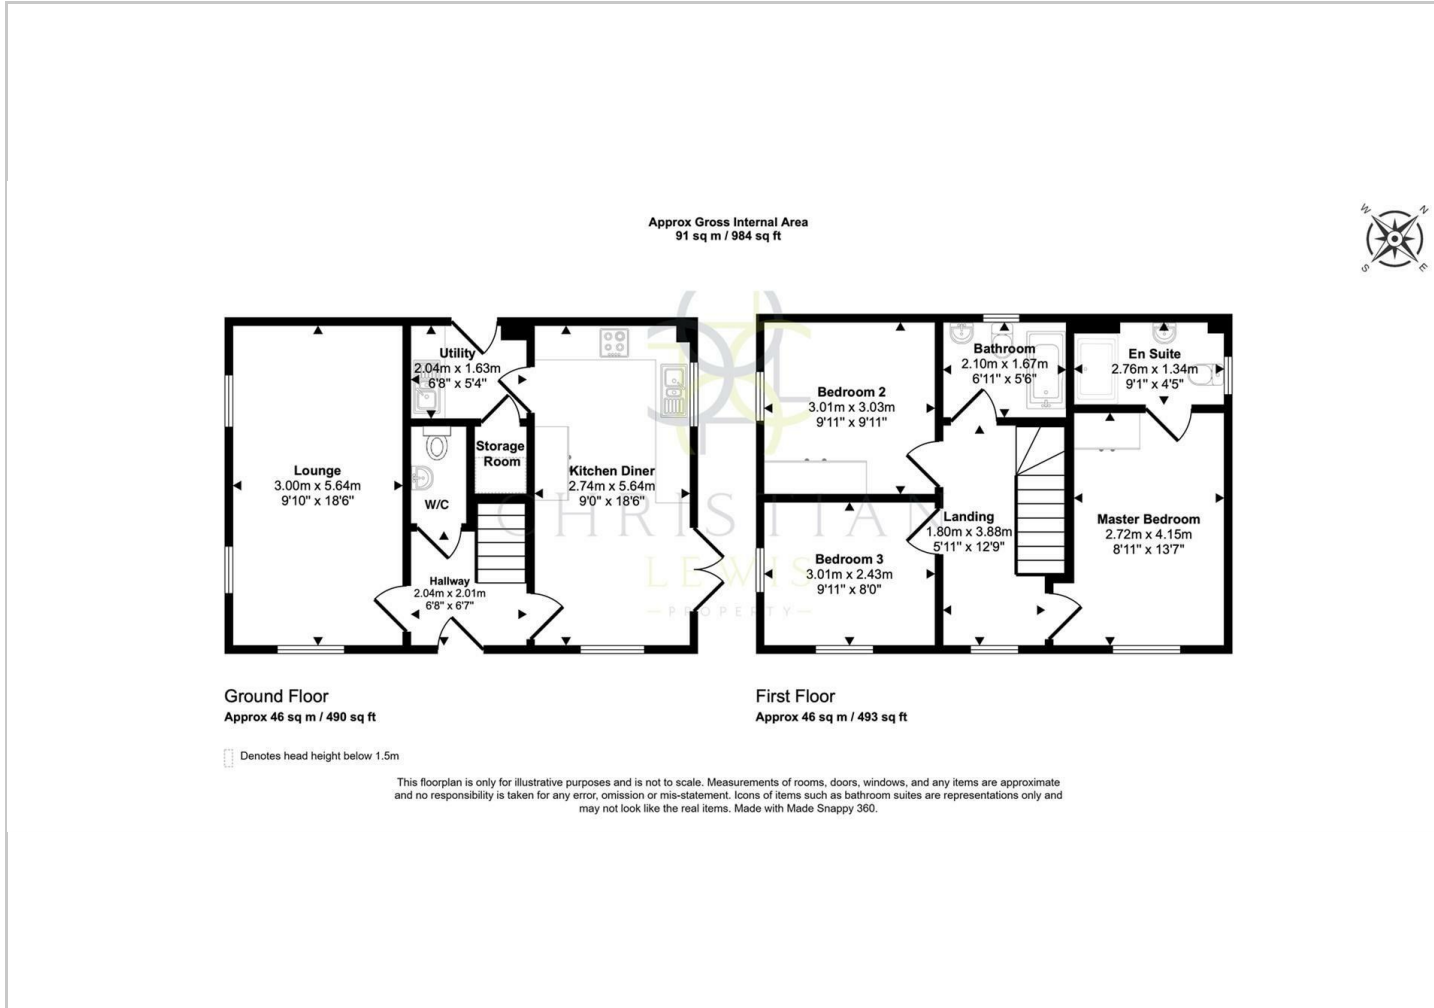 Approx Gross Internal Area
91 sq m / 984 sq ft
W
N
S
E
Utility
2.04m x 1.63m
6'8" x 5'4"
Storage
Room
Lounge
3.00m x 5.64m
9'10" x 18'6"
W/C
Kitchen Diner
2.74m x 5.64m
9'0" x 18'6"
Hallway
2.04m x 2.01m
6'8" x 6'7"
Bedroom 2
3.01m x 3.03m
9'11" x 9'11"
Bathroom
2.10m x 1.67m
6'11" x 5'6"
En Suite
2.76m x 1.34m
9'1" x 4'5"
Landing
1.80m x 3.88m
5'11" x 12'9"
Master Bedroom
2.72m x 4.15m
8'11" x 13'7"
Bedroom 3
3.01m x 2.43m
9'11" x 8'0"
CHRISTIAN
LEWIS
PROPERTY
Ground Floor
Approx 46 sq m / 490 sq ft
First Floor
Approx 46 sq m / 493 sq ft
Denotes head height below 1.5m
This floorplan is only for illustrative purposes and is not to scale. Measurements of rooms, doors, windows, and any items are approximate
and no responsibility is taken for any error, omission or mis-statement. Icons of items such as bathroom suites are representations only and
may not look like the real items. Made with Made Snappy 360.